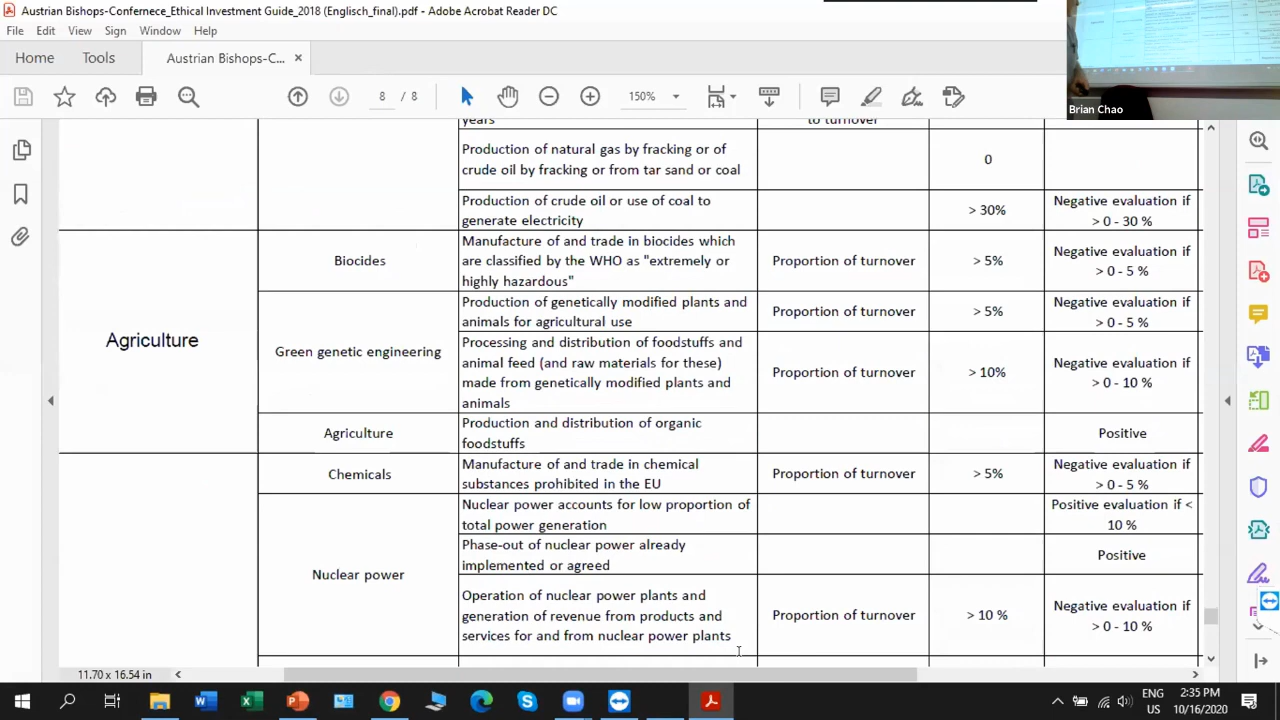 Austrian Bishops-Confernece_Ethical Investment Guide_2018 (Englisch_final).pdf - Adobe Acrobat Reader DC
File Edit View Sign Window Help
Home Tools Austrian Bishops-C... ×
8 / 8 150%
Brian Chao
years to turnover
Production of natural gas by fracking or of
crude oil by fracking or from tar sand or coal
0
Production of crude oil or use of coal to
generate electricity
> 30%
Negative evaluation if
> 0 - 30 %
Agriculture
Biocides
Manufacture of and trade in biocides which
are classified by the WHO as "extremely or
highly hazardous"
Proportion of turnover
> 5%
Negative evaluation if
> 0 - 5 %
Green genetic engineering
Production of genetically modified plants and
animals for agricultural use
Proportion of turnover
> 5%
Negative evaluation if
> 0 - 5 %
Processing and distribution of foodstuffs and
animal feed (and raw materials for these)
made from genetically modified plants and
animals
Proportion of turnover
> 10%
Negative evaluation if
> 0 - 10 %
Agriculture
Production and distribution of organic
foodstuffs
Positive
Chemicals
Manufacture of and trade in chemical
substances prohibited in the EU
Proportion of turnover
> 5%
Negative evaluation if
> 0 - 5 %
Nuclear power
Nuclear power accounts for low proportion of
total power generation
Positive evaluation if <
10 %
Phase-out of nuclear power already
implemented or agreed
Positive
Operation of nuclear power plants and
generation of revenue from products and
services for and from nuclear power plants
Proportion of turnover
> 10 %
Negative evaluation if
> 0 - 10 %
11.70 x 16.54 in
ENG
US
2:35 PM
10/16/2020